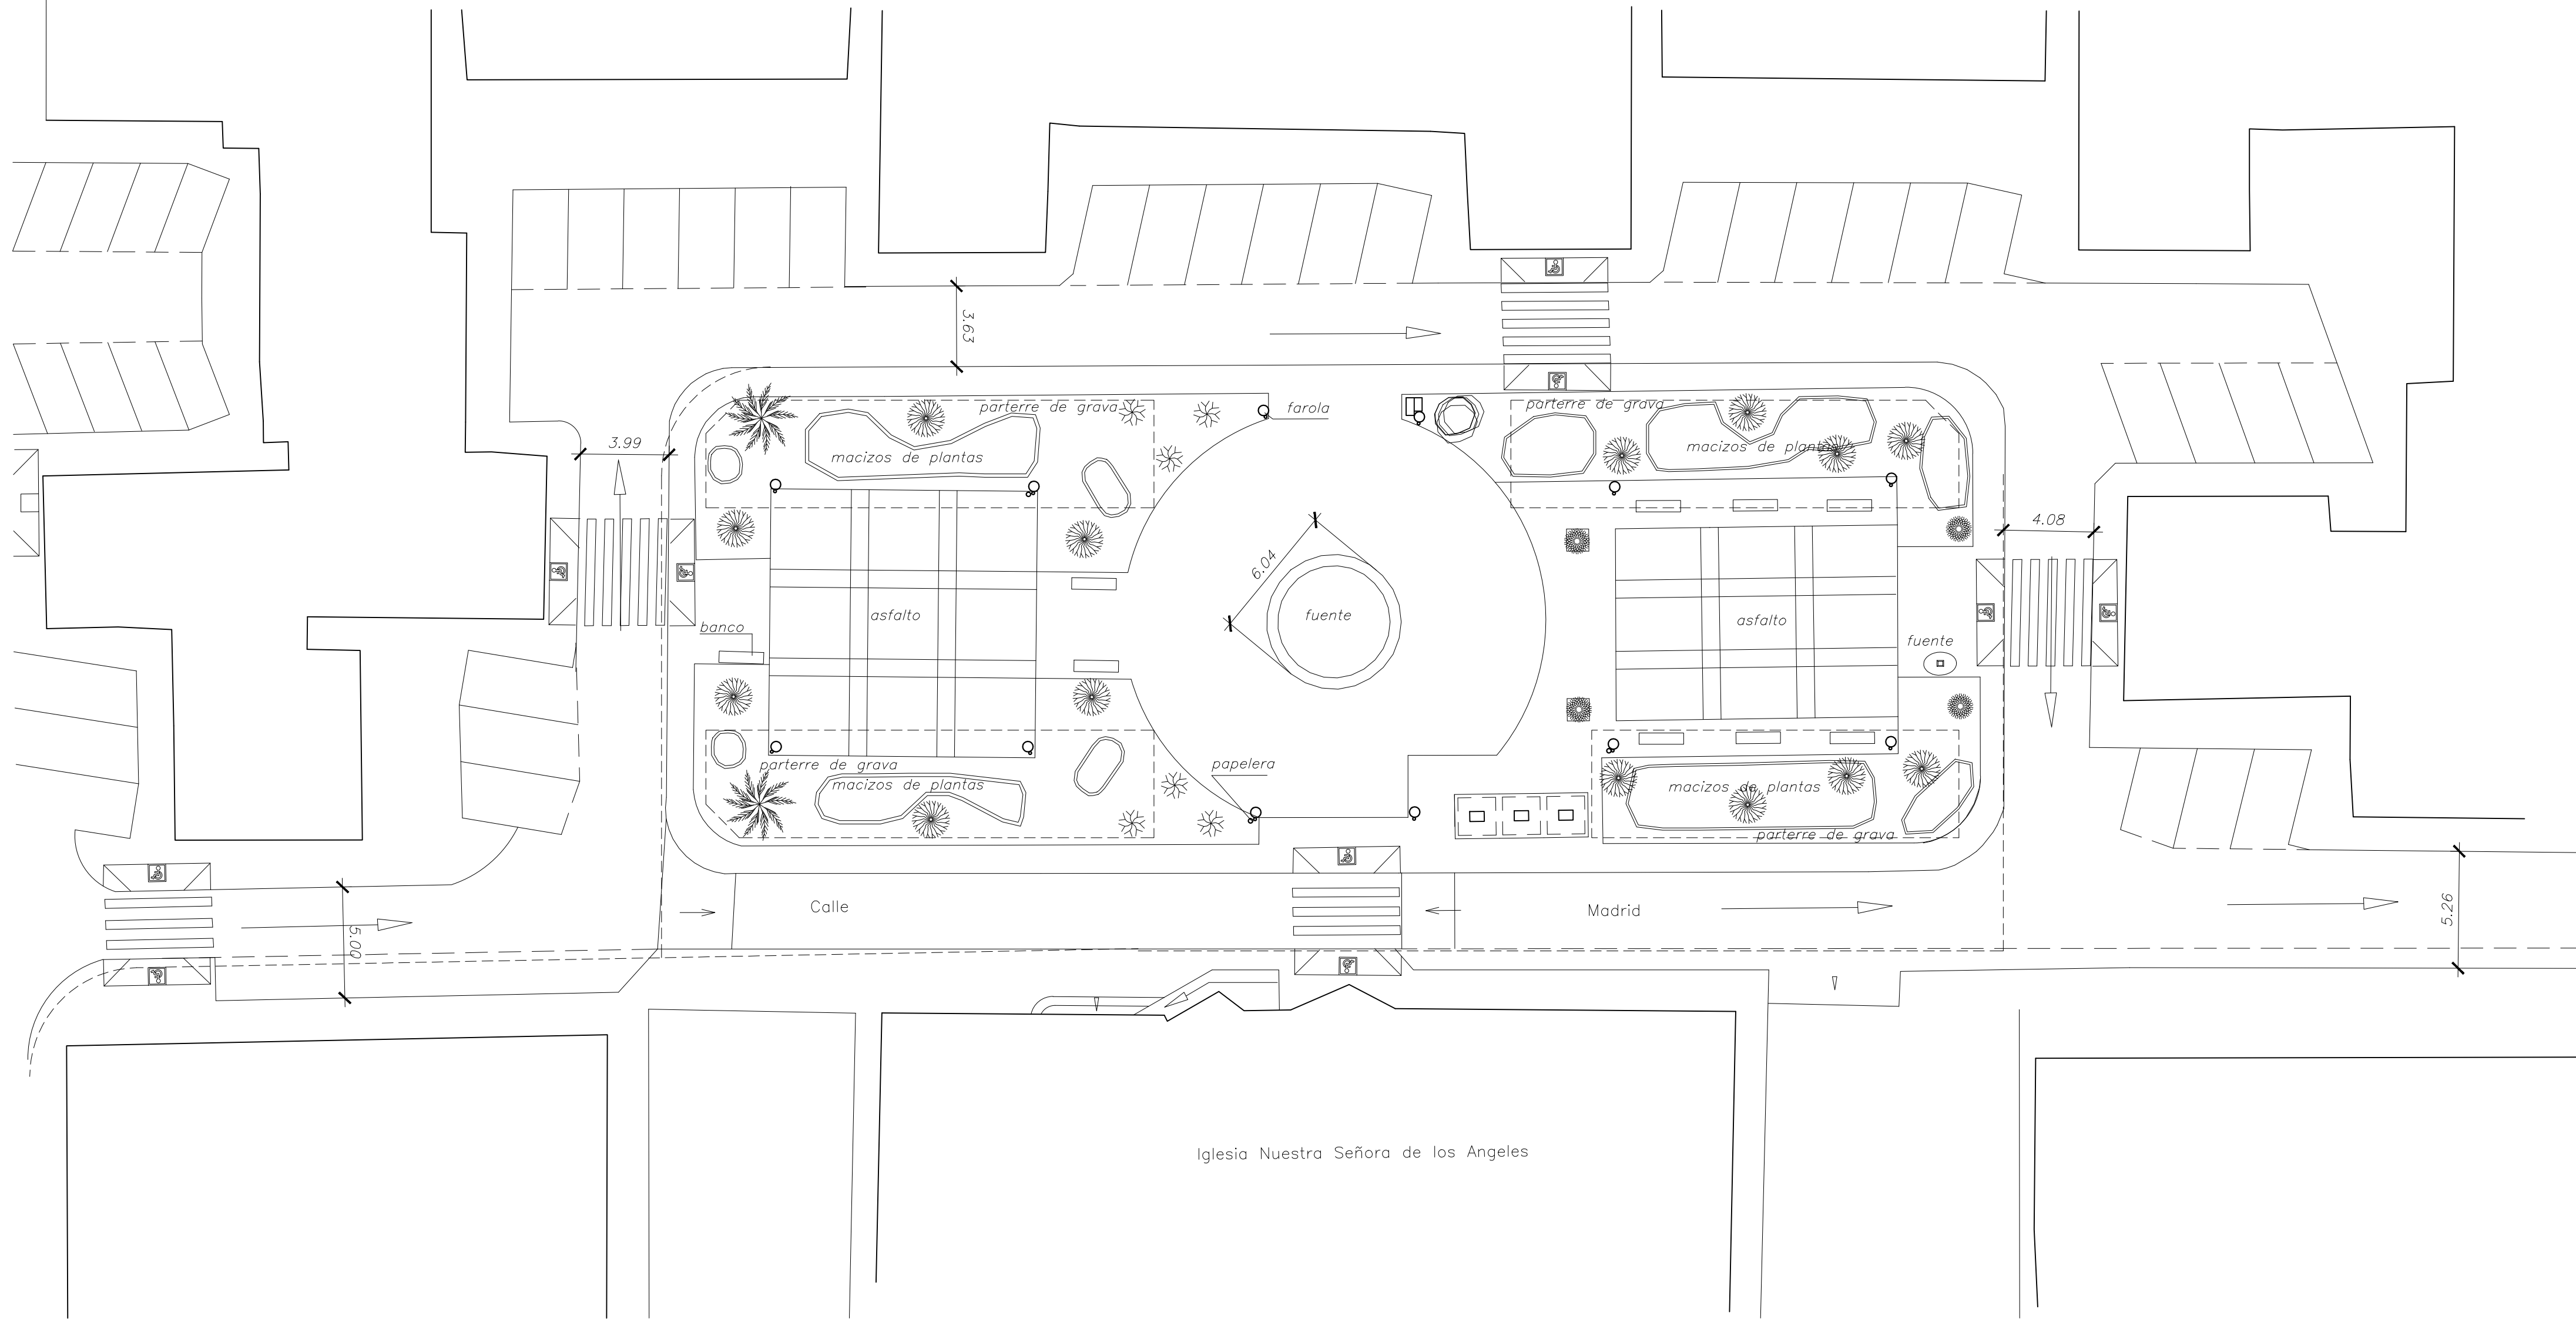 3.63
parterre de grava
farola
parterre de grava
3.99
macizos de plantas
macizos de plantas
4.08
6.04
asfalto
fuente
asfalto
banco
fuente
parterre de grava
papelera
macizos de plantas
macizos de plantas
parterre de grava
Calle
Madrid
5.00
5.26
Iglesia Nuestra Señora de los Angeles